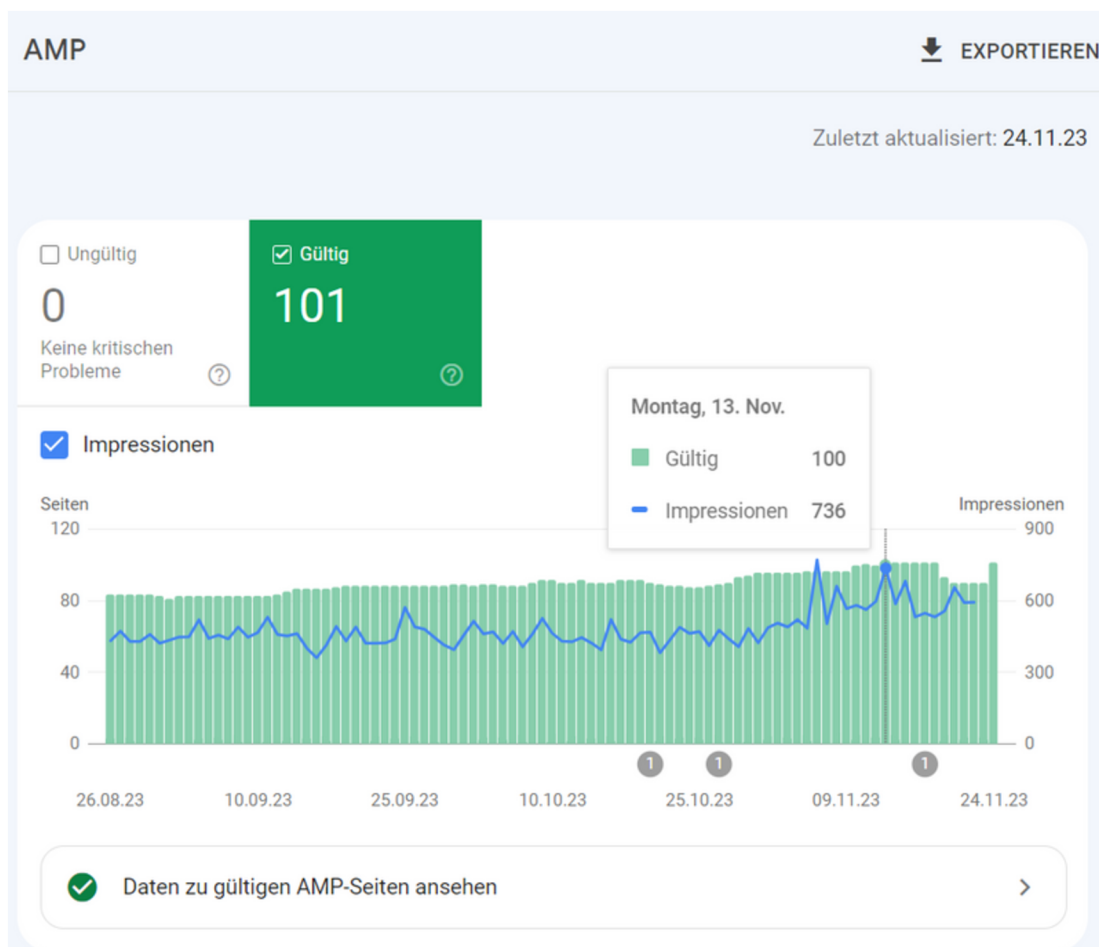 AMP
EXPORTIEREN
Zuletzt aktualisiert: 24.11.23
Ungültig
0
Keine kritischen
Probleme
?
Gültig
101
?
Impressionen
Montag, 13. Nov.
Gültig 100
Impressionen 736
Seiten
120
80
40
0
Impressionen
900
600
300
0
1
1
1
26.08.23
10.09.23
25.09.23
10.10.23
25.10.23
09.11.23
24.11.23
Daten zu gültigen AMP-Seiten ansehen